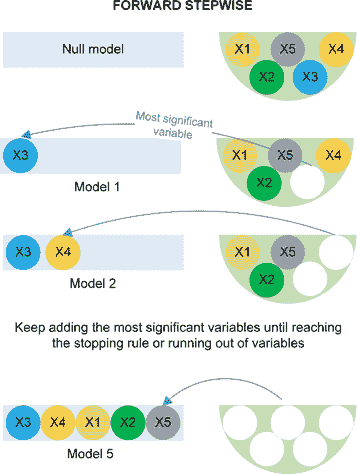 FORWARD STEPWISE
Null model
X1 X5 X4
X2 X3
Most significant
variable
X3
X1 X5 X4
X2
Model 1
X3 X4
X1 X5
X2
Model 2
Keep adding the most significant variables until reaching
the stopping rule or running out of variables
X3 X4 X1 X2 X5
Model 5